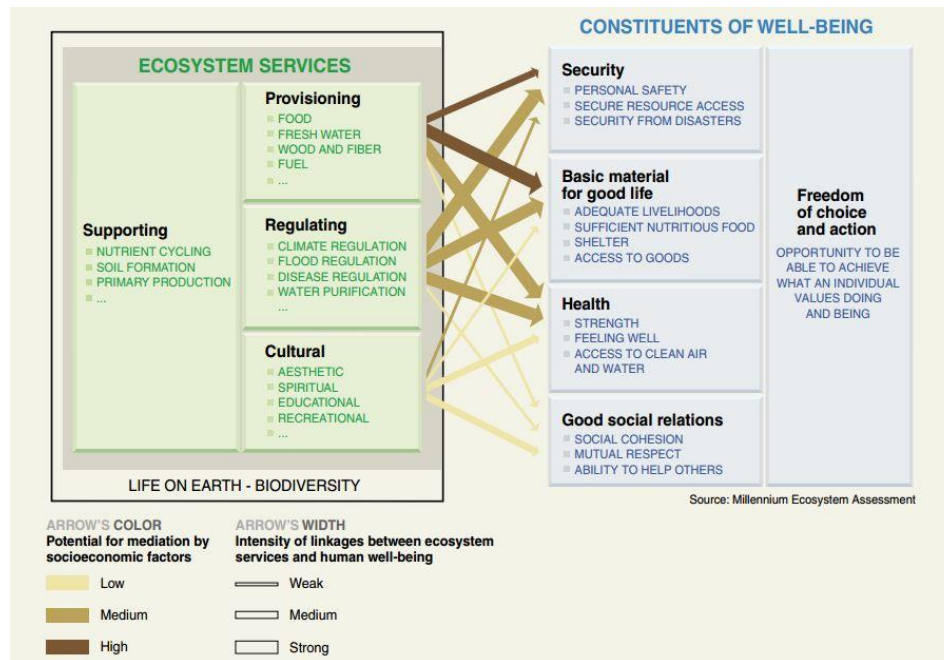 CONSTITUENTS OF WELL-BEING
ECOSYSTEM SERVICES
Supporting
NUTRIENT CYCLING
SOIL FORMATION
PRIMARY PRODUCTION
...
Provisioning
FOOD
FRESH WATER
WOOD AND FIBER
FUEL
...
Regulating
CLIMATE REGULATION
FLOOD REGULATION
DISEASE REGULATION
WATER PURIFICATION
...
Cultural
AESTHETIC
SPIRITUAL
EDUCATIONAL
RECREATIONAL
...
LIFE ON EARTH - BIODIVERSITY
Security
PERSONAL SAFETY
SECURE RESOURCE ACCESS
SECURITY FROM DISASTERS
Basic material
for good life
ADEQUATE LIVELIHOODS
SUFFICIENT NUTRITIOUS FOOD
SHELTER
ACCESS TO GOODS
Health
STRENGTH
FEELING WELL
ACCESS TO CLEAN AIR
AND WATER
Good social relations
SOCIAL COHESION
MUTUAL RESPECT
ABILITY TO HELP OTHERS
Freedom
of choice
and action
OPPORTUNITY TO BE
ABLE TO ACHIEVE
WHAT AN INDIVIDUAL
VALUES DOING
AND BEING
Source: Millennium Ecosystem Assessment
ARROW'S COLOR
Potential for mediation by
socioeconomic factors
Low
Medium
High
ARROW'S WIDTH
Intensity of linkages between ecosystem
services and human well-being
Weak
Medium
Strong